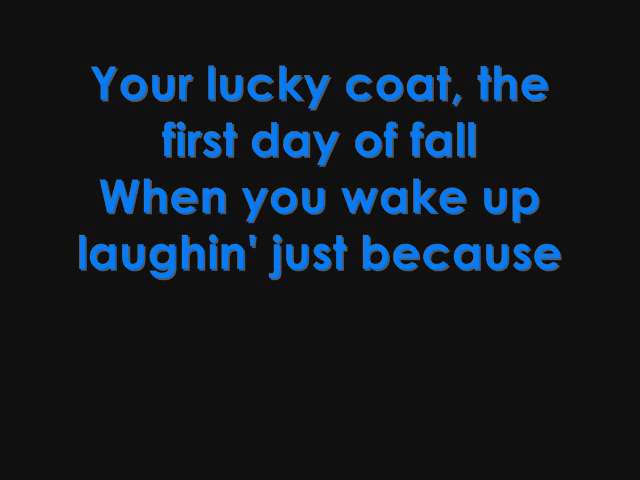 Your lucky coat, the
first day of fall
When you wake up
laughin' just because